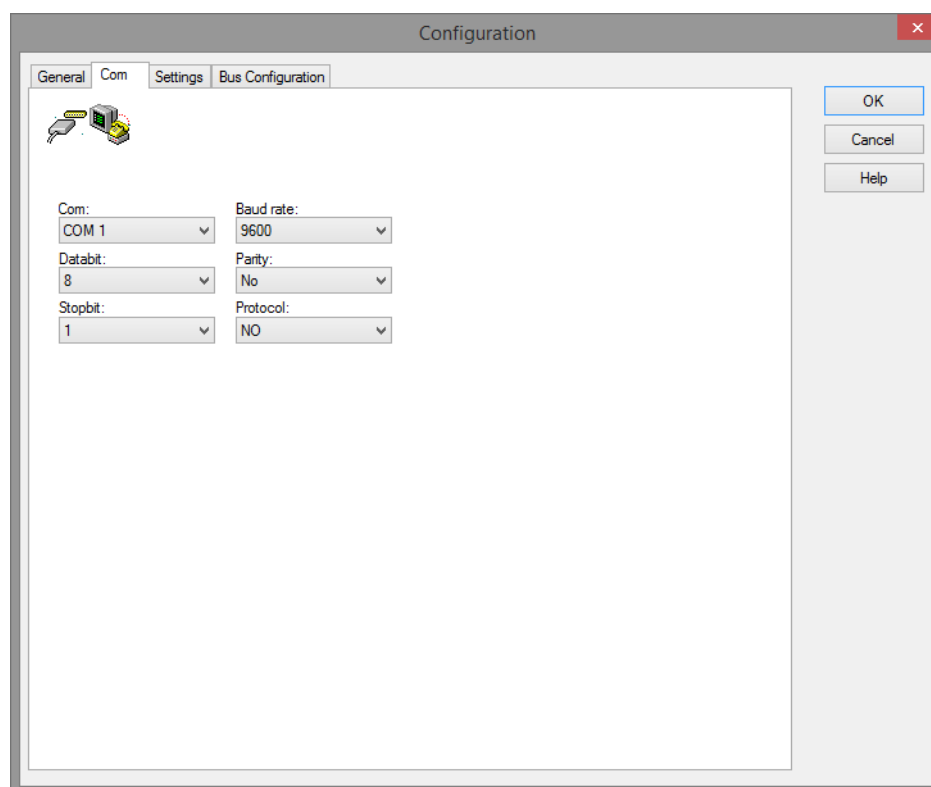 Configuration
General Com Settings Bus Configuration
OK
Cancel
Help
Com: Baud rate:
COM 1 9600
Databit: Parity:
8 No
Stopbit: Protocol:
1 NO